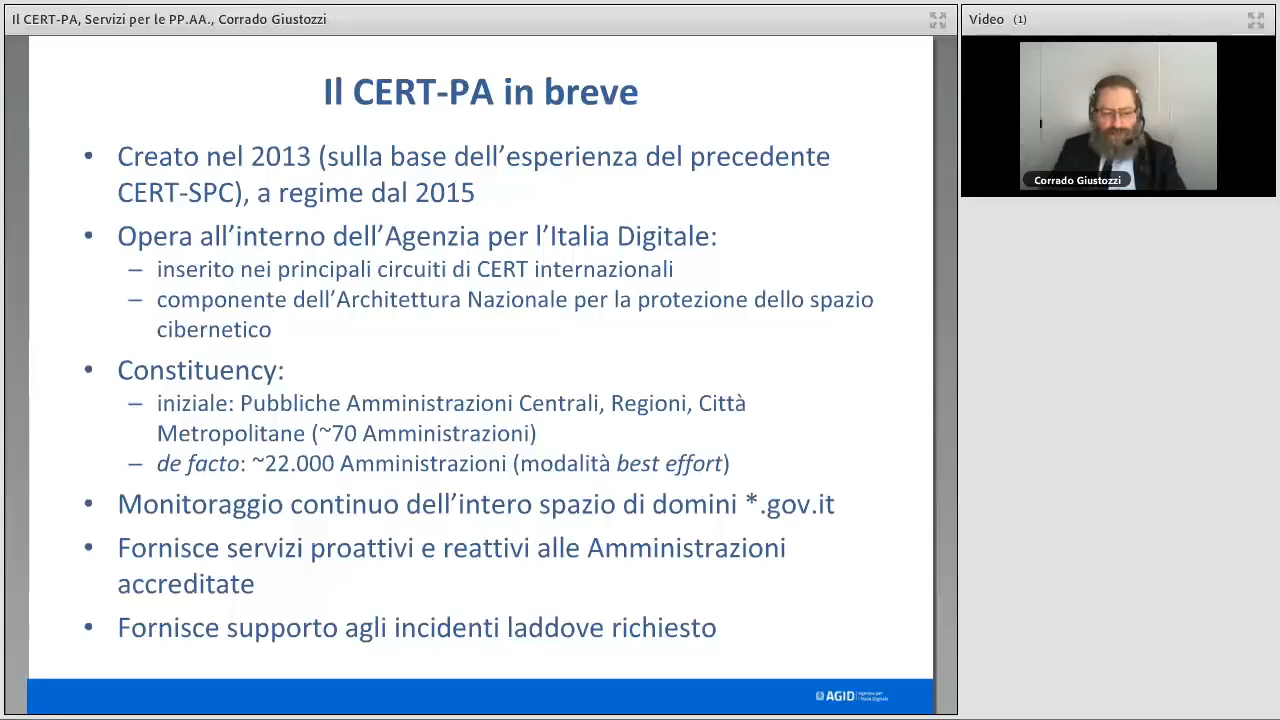 Il CERT-PA, Servizi per le PP.AA., Corrado Giustozzi
Video (1)
Il CERT-PA in breve
• Creato nel 2013 (sulla base dell'esperienza del precedente
CERT-SPC), a regime dal 2015
• Opera all'interno dell'Agenzia per l'Italia Digitale:
– inserito nei principali circuiti di CERT internazionali
– componente dell'Architettura Nazionale per la protezione dello spazio
cibernetico
• Constituency:
– iniziale: Pubbliche Amministrazioni Centrali, Regioni, Città
Metropolitane (~70 Amministrazioni)
– de facto: ~22.000 Amministrazioni (modalità best effort)
• Monitoraggio continuo dell'intero spazio di domini *.gov.it
• Fornisce servizi proattivi e reattivi alle Amministrazioni
accreditate
• Fornisce supporto agli incidenti laddove richiesto
AGID
Agenzia per
l'Italia Digitale
Corrado Giustozzi